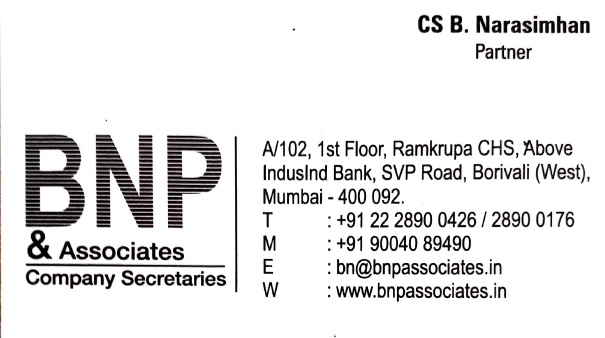 CS B. Narasimhan
Partner
BNP
& Associates
Company Secretaries
A/102, 1st Floor, Ramkrupa CHS, Above
IndusInd Bank, SVP Road, Borivali (West),
Mumbai - 400 092.
T : +91 22 2890 0426 / 2890 0176
M : +91 90040 89490
E : bn@bnpassociates.in
W : www.bnpassociates.in